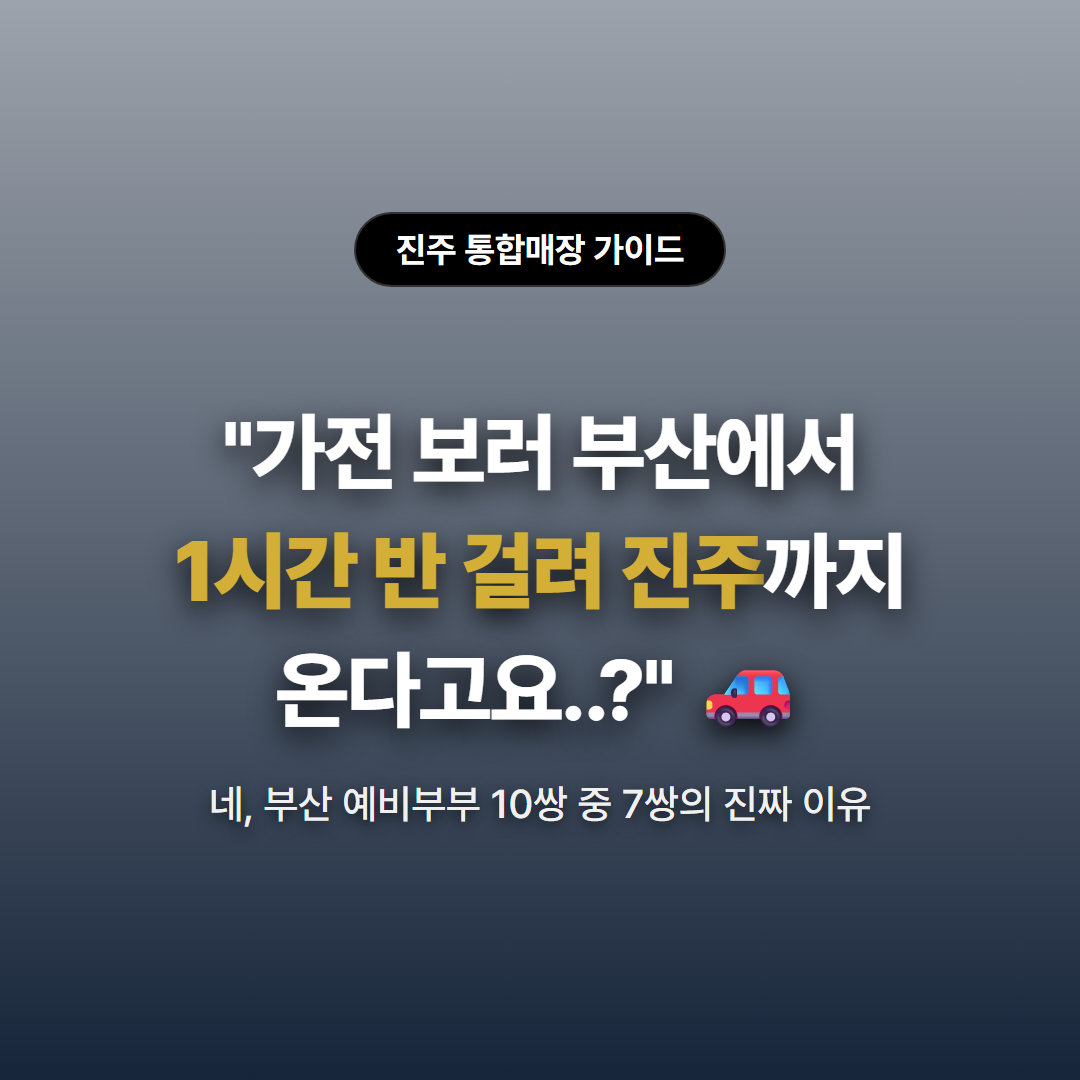 진주 통합매장 가이드
"가전 보러 부산에서
1시간 반 걸려 진주까지
온다고요..?" 🚗
네, 부산 예비부부 10쌍 중 7쌍의 진짜 이유